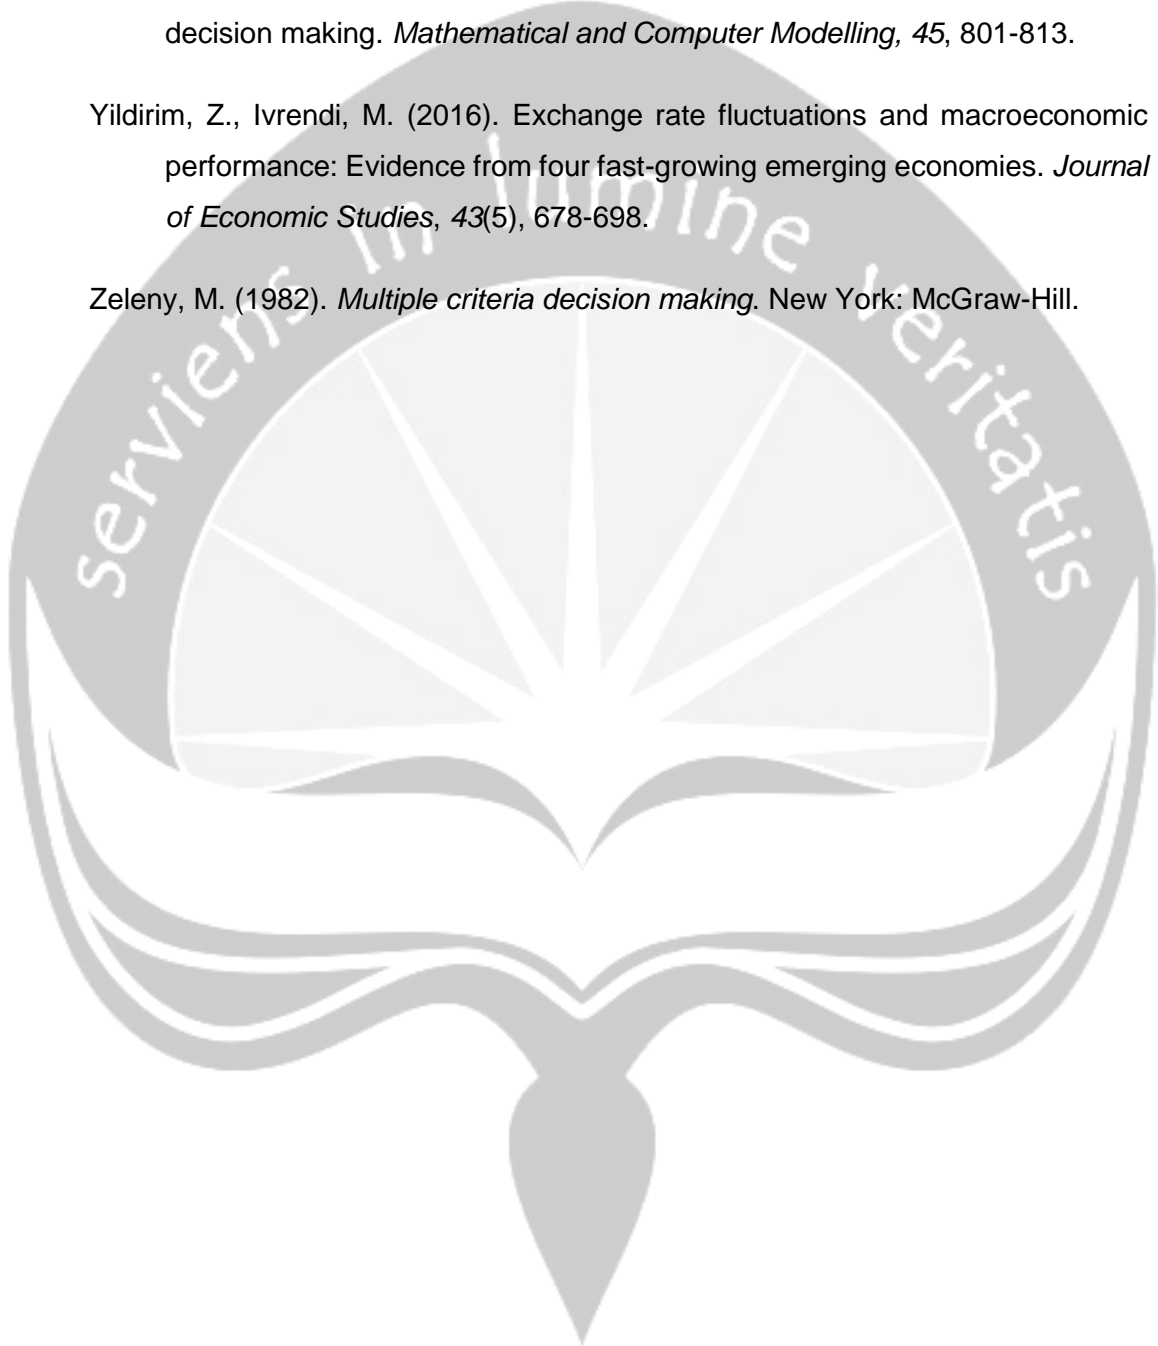 decision making. Mathematical and Computer Modelling, 45, 801-813.
Yildirim, Z., Ivrendi, M. (2016). Exchange rate fluctuations and macroeconomic
performance: Evidence from four fast-growing emerging economies. Journal
of Economic Studies, 43(5), 678-698.
Zeleny, M. (1982). Multiple criteria decision making. New York: McGraw-Hill.
serviens in lumine veritatis